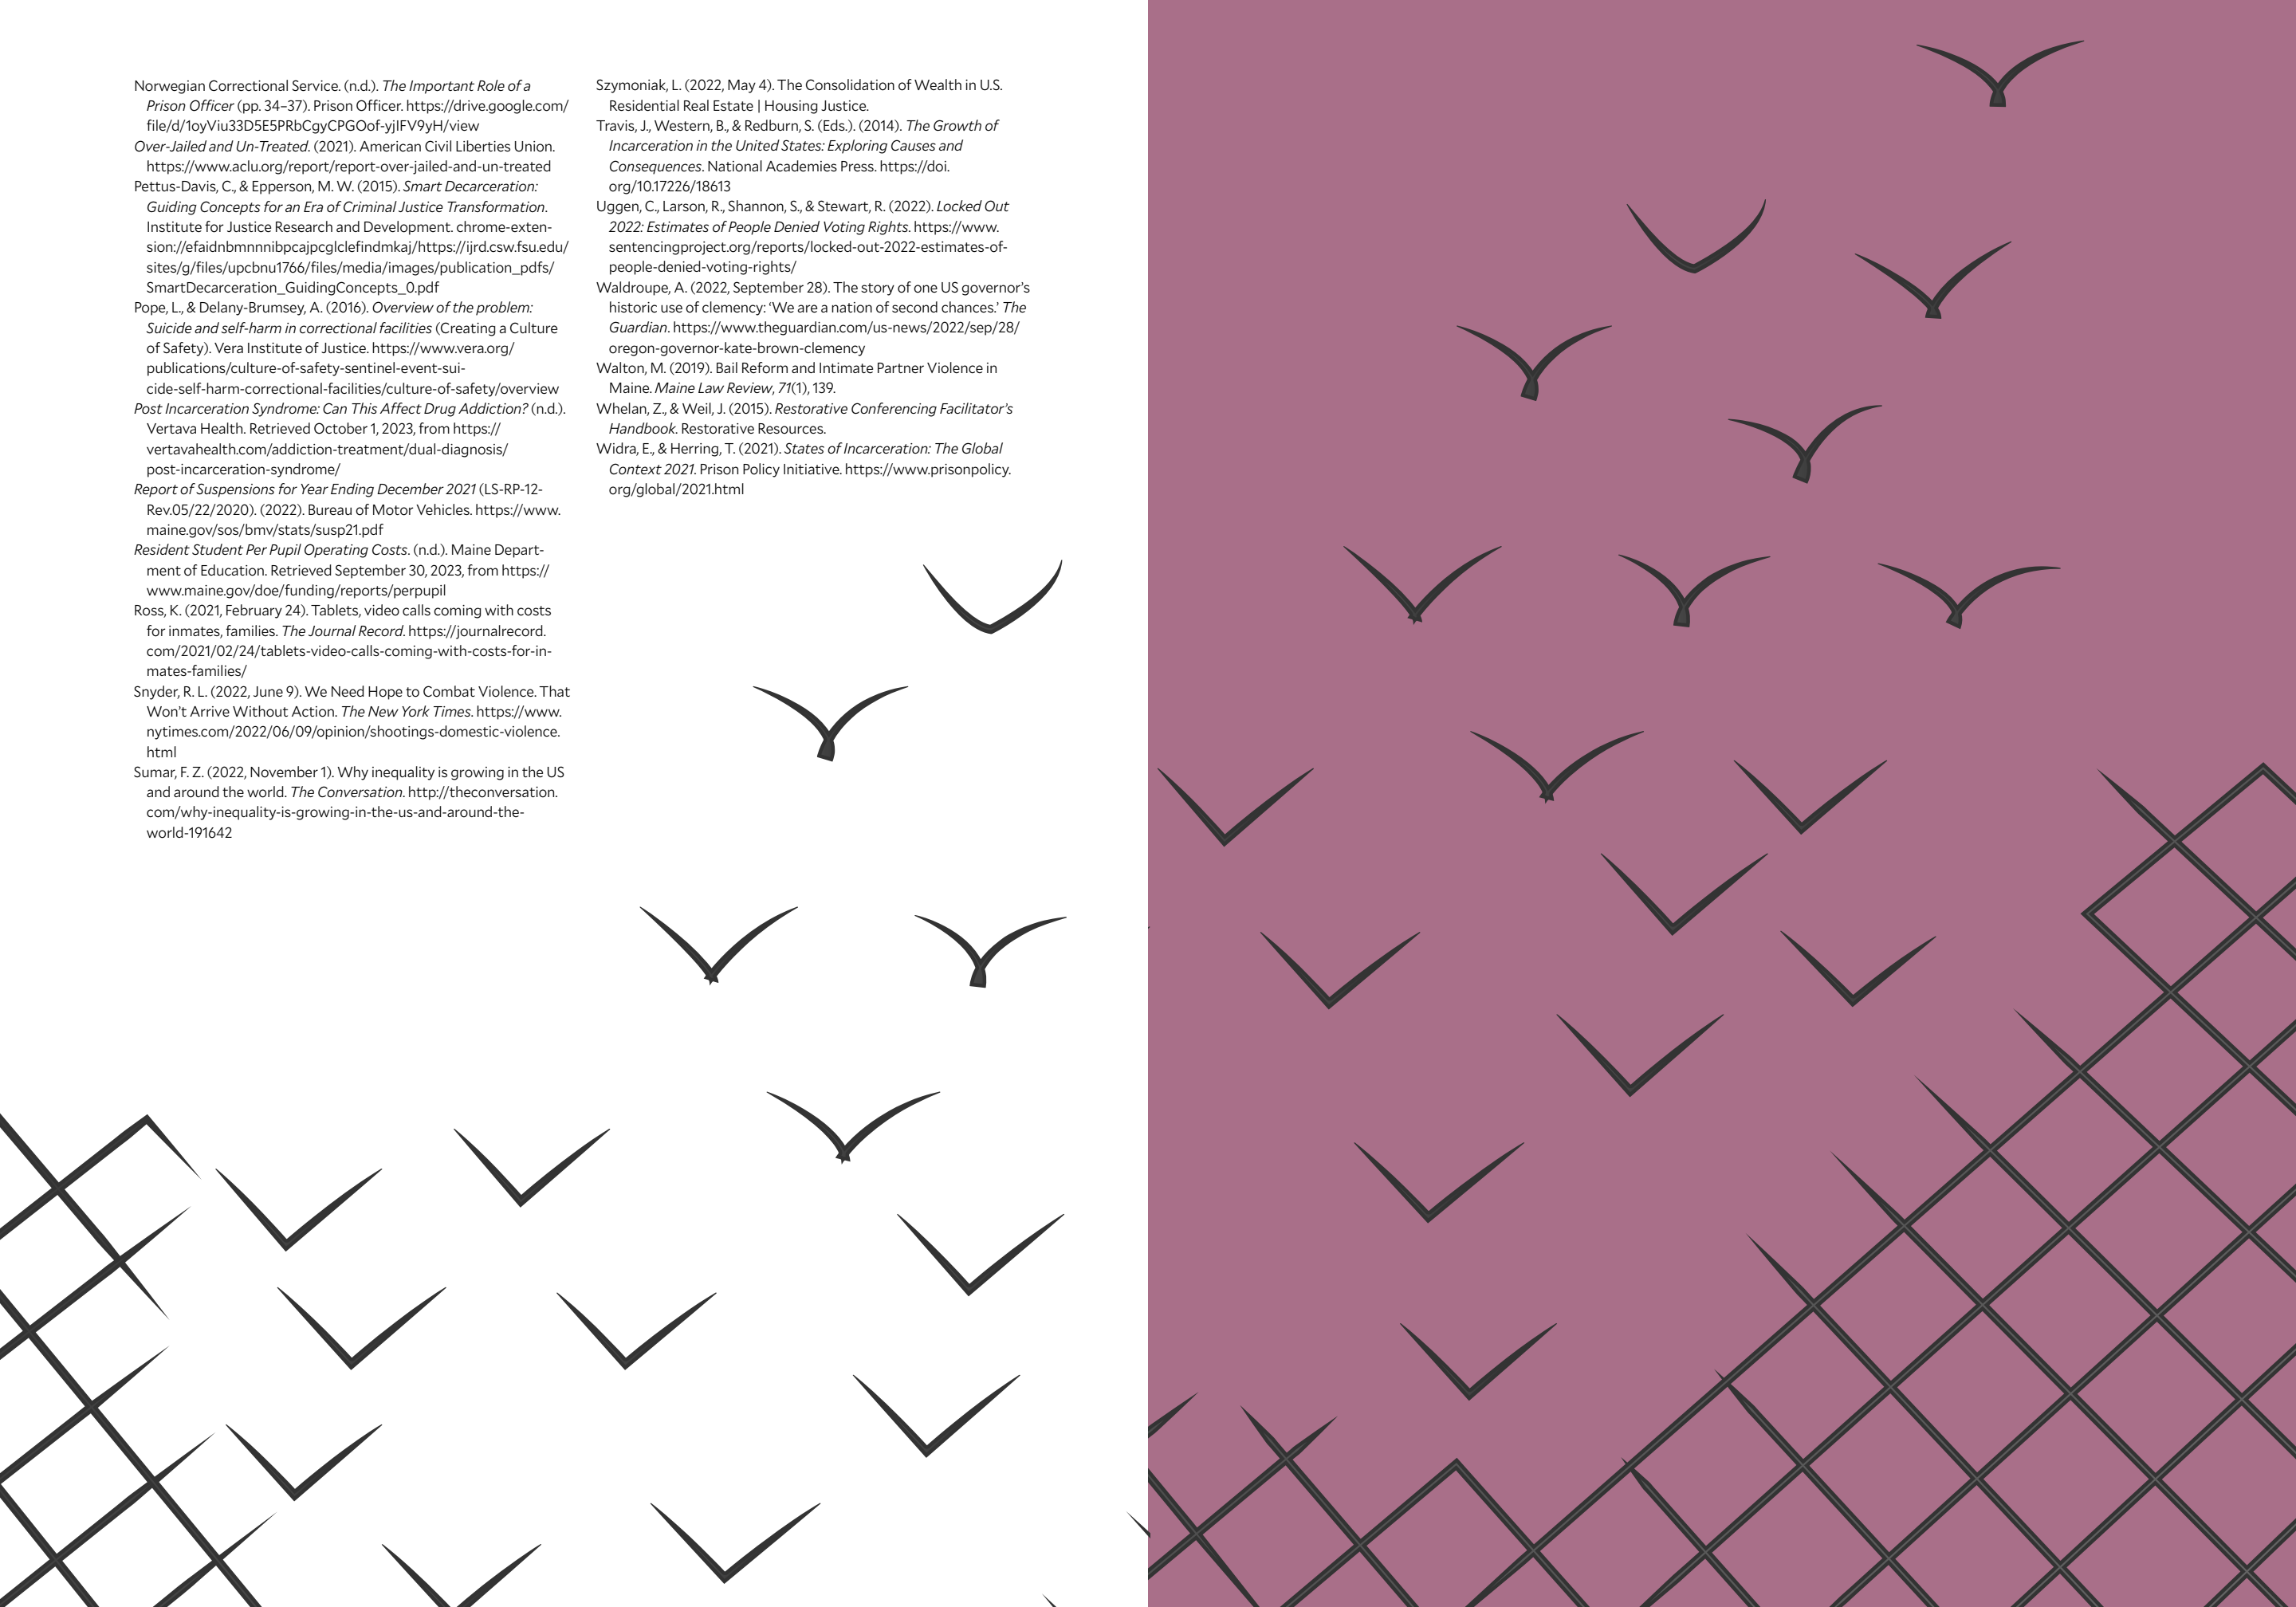 Norwegian Correctional Service. (n.d.). The Important Role of a
Prison Officer (pp. 34–37). Prison Officer. https://drive.google.com/
file/d/1oyViu33D5E5PRbCgyCPGOof-yjIFV9yH/view
Over-Jailed and Un-Treated. (2021). American Civil Liberties Union.
https://www.aclu.org/report/report-over-jailed-and-un-treated
Pettus-Davis, C., & Epperson, M. W. (2015). Smart Decarceration:
Guiding Concepts for an Era of Criminal Justice Transformation.
Institute for Justice Research and Development. chrome-exten-
sion://efaidnbmnnnibpcajpcglclefindmkaj/https://ijrd.csw.fsu.edu/
sites/g/files/upcbnu1766/files/media/images/publication_pdfs/
SmartDecarceration_GuidingConcepts_0.pdf
Pope, L., & Delany-Brumsey, A. (2016). Overview of the problem:
Suicide and self-harm in correctional facilities (Creating a Culture
of Safety). Vera Institute of Justice. https://www.vera.org/
publications/culture-of-safety-sentinel-event-sui-
cide-self-harm-correctional-facilities/culture-of-safety/overview
Post Incarceration Syndrome: Can This Affect Drug Addiction? (n.d.).
Vertava Health. Retrieved October 1, 2023, from https://
vertavahealth.com/addiction-treatment/dual-diagnosis/
post-incarceration-syndrome/
Report of Suspensions for Year Ending December 2021 (LS-RP-12-
Rev.05/22/2020). (2022). Bureau of Motor Vehicles. https://www.
maine.gov/sos/bmv/stats/susp21.pdf
Resident Student Per Pupil Operating Costs. (n.d.). Maine Depart-
ment of Education. Retrieved September 30, 2023, from https://
www.maine.gov/doe/funding/reports/perpupil
Ross, K. (2021, February 24). Tablets, video calls coming with costs
for inmates, families. The Journal Record. https://journalrecord.
com/2021/02/24/tablets-video-calls-coming-with-costs-for-in-
mates-families/
Snyder, R. L. (2022, June 9). We Need Hope to Combat Violence. That
Won’t Arrive Without Action. The New York Times. https://www.
nytimes.com/2022/06/09/opinion/shootings-domestic-violence.
html
Sumar, F. Z. (2022, November 1). Why inequality is growing in the US
and around the world. The Conversation. http://theconversation.
com/why-inequality-is-growing-in-the-us-and-around-the-
world-191642
Szymoniak, L. (2022, May 4). The Consolidation of Wealth in U.S.
Residential Real Estate | Housing Justice.
Travis, J., Western, B., & Redburn, S. (Eds.). (2014). The Growth of
Incarceration in the United States: Exploring Causes and
Consequences. National Academies Press. https://doi.
org/10.17226/18613
Uggen, C., Larson, R., Shannon, S., & Stewart, R. (2022). Locked Out
2022: Estimates of People Denied Voting Rights. https://www.
sentencingproject.org/reports/locked-out-2022-estimates-of-
people-denied-voting-rights/
Waldroupe, A. (2022, September 28). The story of one US governor’s
historic use of clemency: ‘We are a nation of second chances.’ The
Guardian. https://www.theguardian.com/us-news/2022/sep/28/
oregon-governor-kate-brown-clemency
Walton, M. (2019). Bail Reform and Intimate Partner Violence in
Maine. Maine Law Review, 71(1), 139.
Whelan, Z., & Weil, J. (2015). Restorative Conferencing Facilitator’s
Handbook. Restorative Resources.
Widra, E., & Herring, T. (2021). States of Incarceration: The Global
Context 2021. Prison Policy Initiative. https://www.prisonpolicy.
org/global/2021.html